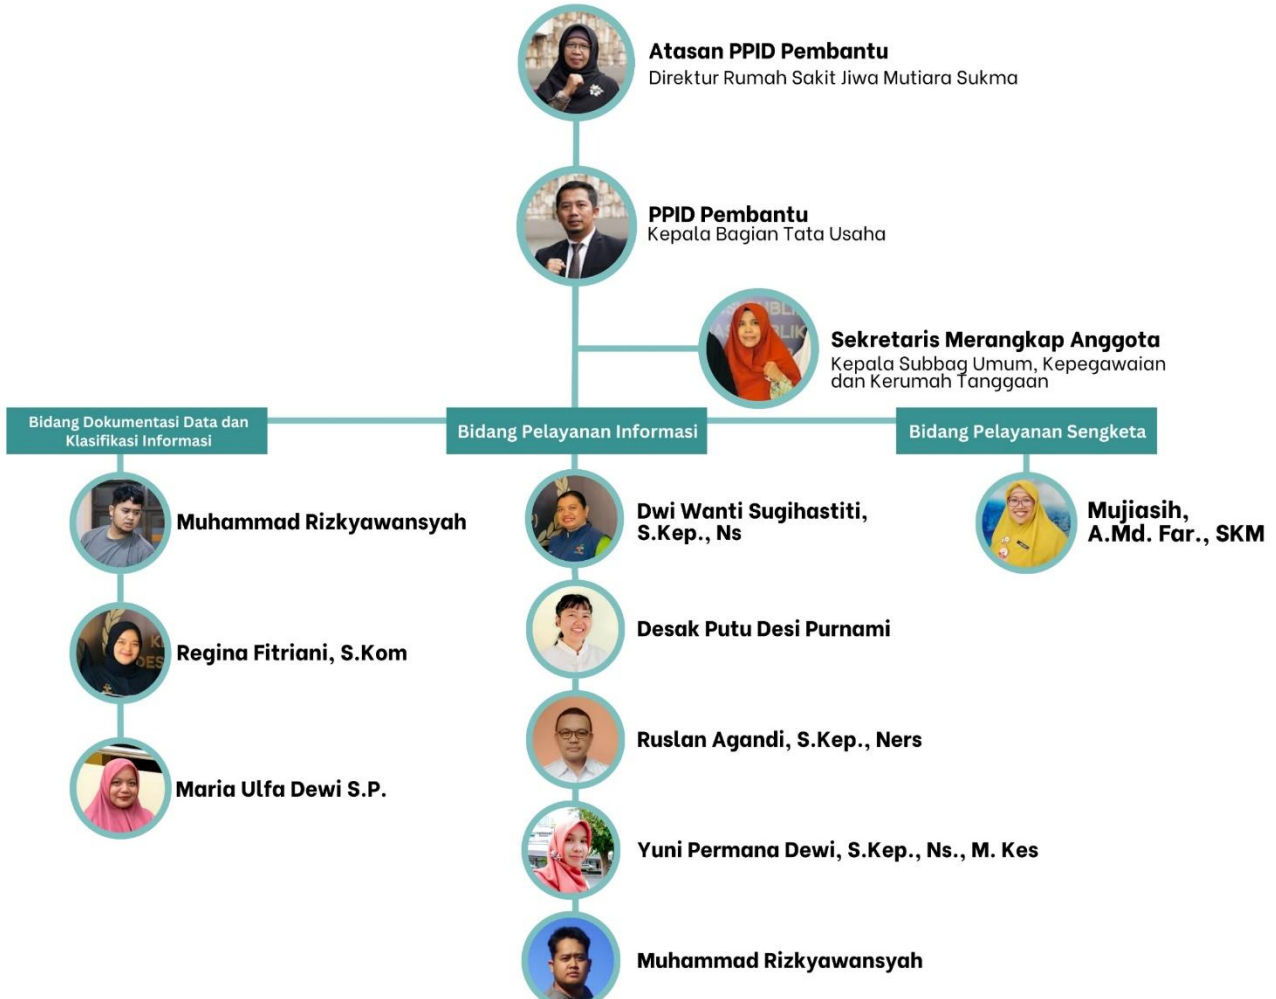 Atasan PPID Pembantu
Direktur Rumah Sakit Jiwa Mutiara Sukma
PPID Pembantu
Kepala Bagian Tata Usaha
Sekretaris Merangkap Anggota
Kepala Subbag Umum, Kepegawaian
dan Kerumah Tanggaan
Bidang Dokumentasi Data dan
Klasifikasi Informasi
Muhammad Rizkyawansyah
Regina Fitriani, S.Kom
Maria Ulfa Dewi S.P.
Bidang Pelayanan Informasi
Dwi Wanti Sugihastiti,
S.Kep., Ns
Desak Putu Desi Purnami
Ruslan Agandi, S.Kep., Ners
Yuni Permana Dewi, S.Kep., Ns., M. Kes
Muhammad Rizkyawansyah
Bidang Pelayanan Sengketa
Mujiasih,
A.Md. Far., SKM